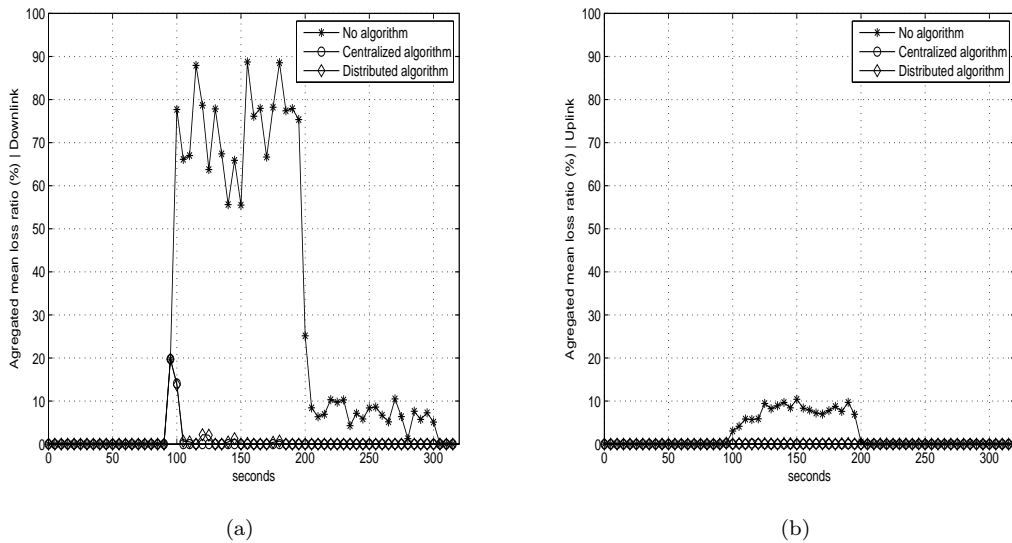 Agregated mean loss ratio (%) | Downlink
100
90
80
70
60
50
40
30
20
10
0
No algorithm
Centralized algorithm
Distributed algorithm
0 50 100 150 200 250 300
seconds
(a)
Agregated mean loss ratio (%) | Uplink
100
90
80
70
60
50
40
30
20
10
0
No algorithm
Centralized algorithm
Distributed algorithm
0 50 100 150 200 250 300
seconds
(b)